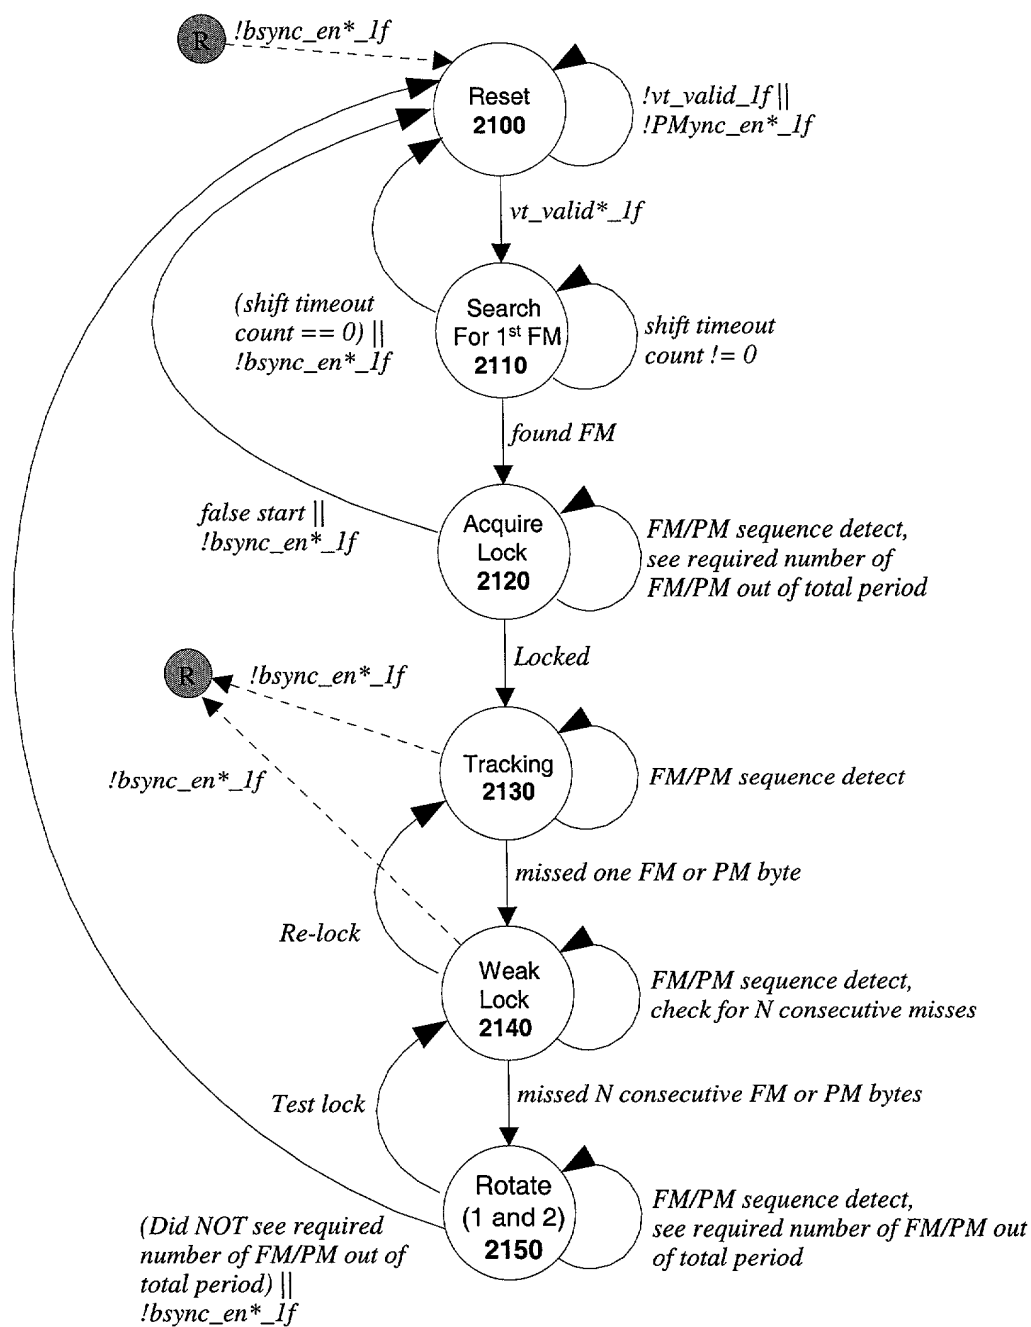 R
!bsync_en*_1f
Reset
2100
!vt_valid_1f ||
!PMync_en*_1f
vt_valid*_1f
(shift timeout
count == 0) ||
!bsync_en*_1f
Search
For 1st FM
2110
shift timeout
count != 0
found FM
false start ||
!bsync_en*_1f
Acquire
Lock
2120
FM/PM sequence detect,
see required number of
FM/PM out of total period
Locked
R
!bsync_en*_1f
!bsync_en*_1f
Tracking
2130
FM/PM sequence detect
missed one FM or PM byte
Re-lock
Weak
Lock
2140
FM/PM sequence detect,
check for N consecutive misses
Test lock
missed N consecutive FM or PM bytes
Rotate
(1 and 2)
2150
FM/PM sequence detect,
see required number of FM/PM out
of total period
(Did NOT see required
number of FM/PM out of
total period) ||
!bsync_en*_1f